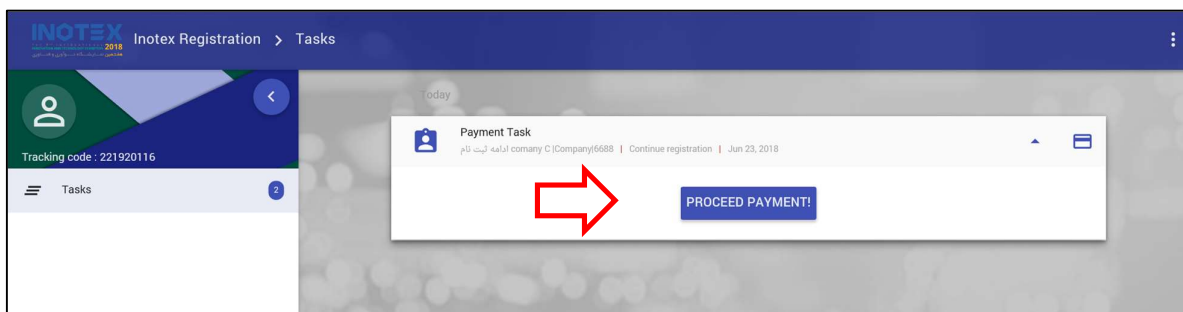 INOTEX
2018
Inotex Registration > Tasks
Today
Payment Task
ادامه ثبت نام comany C |Company|6688 | Continue registration | Jun 23, 2018
Tracking code : 221920116
Tasks 2
PROCEED PAYMENT!